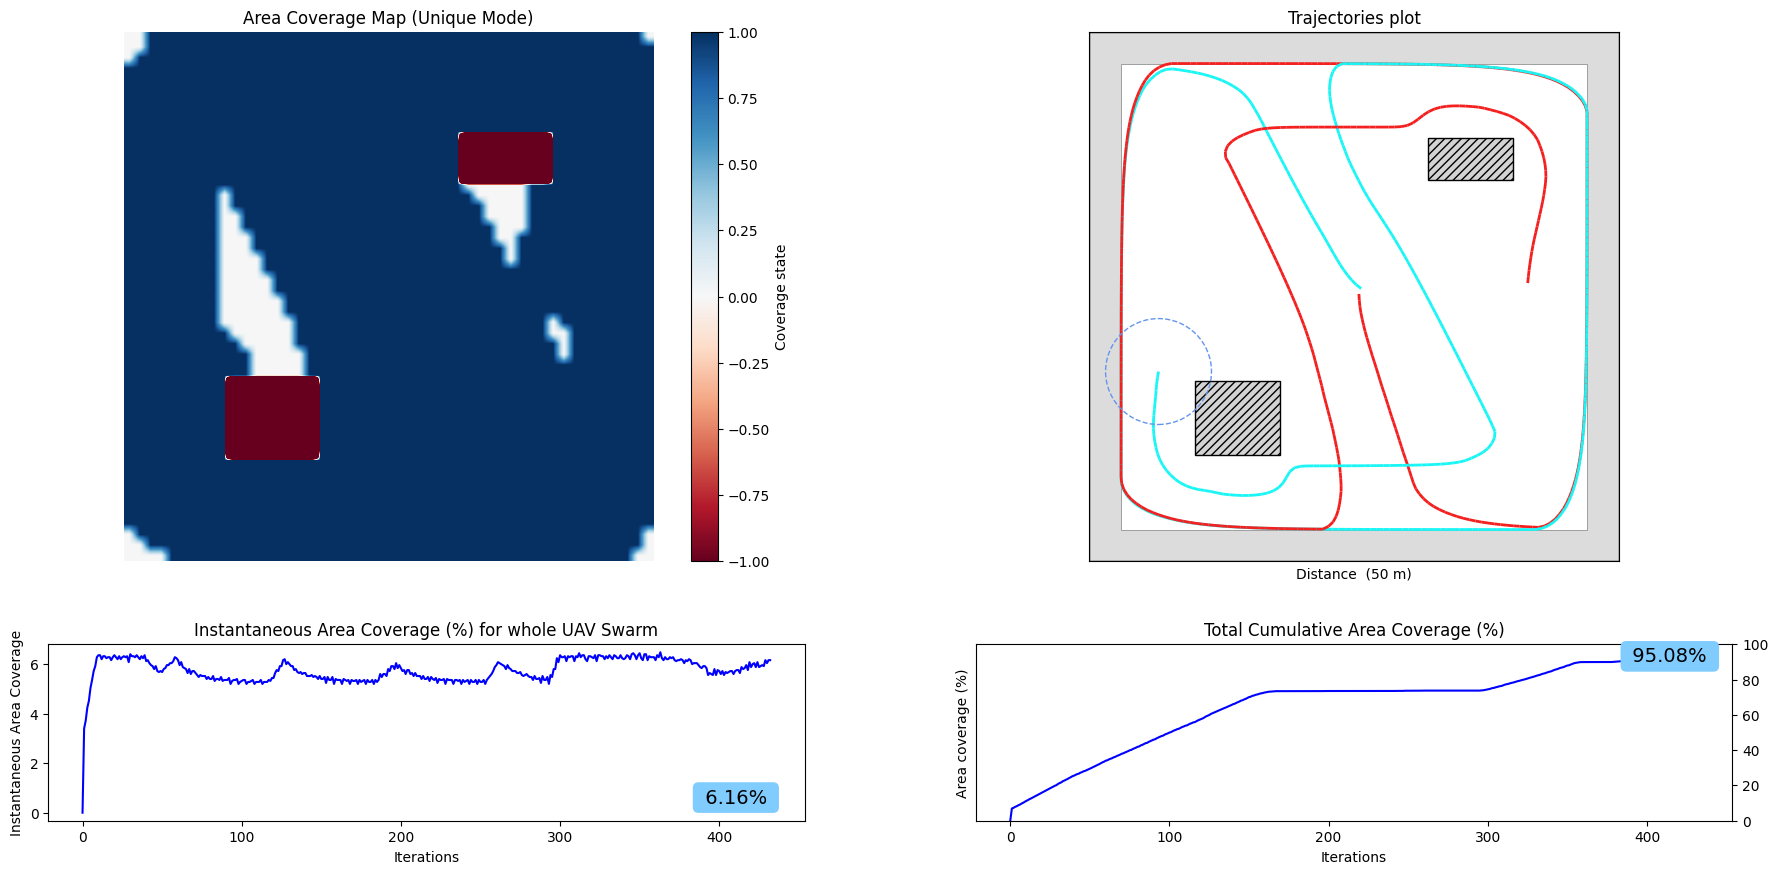 Area Coverage Map (Unique Mode)
1.00
0.75
0.50
0.25
0.00
−0.25
−0.50
−0.75
−1.00
Coverage state
Trajectories plot
Distance  (50 m)
Instantaneous Area Coverage (%) for whole UAV Swarm
Instantaneous Area Coverage
6
4
2
0
6.16%
0 100 200 300 400
Iterations
Total Cumulative Area Coverage (%)
Area coverage (%)
95.08%
100
80
60
40
20
0
0 100 200 300 400
Iterations